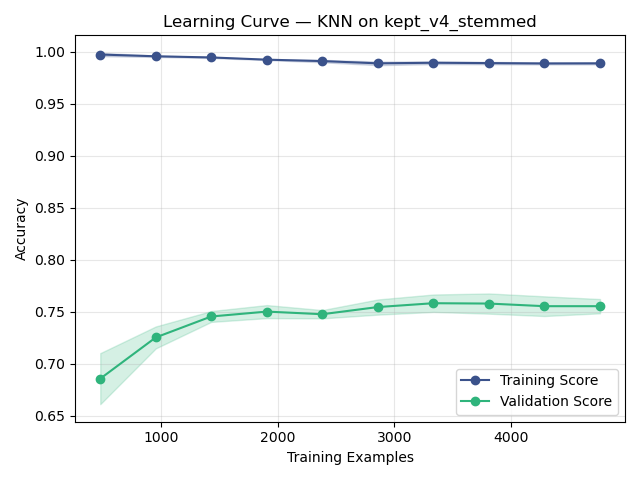 Learning Curve — KNN on kept_v4_stemmed
1.00
0.95
0.90
0.85
0.80
0.75
0.70
0.65
Accuracy
Training Score
Validation Score
1000
2000
3000
4000
Training Examples